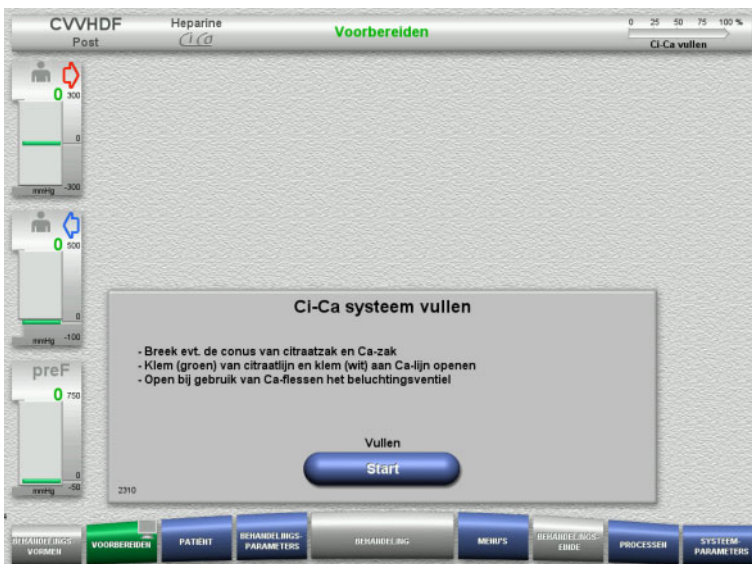 CVVHDF
Post
Heparine
Ci Ca
Voorbereiden
0 25 50 75 100 %
Ci-Ca vullen
0 300
0
mmHg -300
0 500
0
mmHg -100
preF
0 750
0
mmHg -50
Ci-Ca systeem vullen
- Breek evt. de conus van citraatzak en Ca-zak
- Klem (groen) van citraatlijn en klem (wit) aan Ca-lijn openen
- Open bij gebruik van Ca-flessen het beluchtingsventiel
Vullen
Start
2310
BEHANDELINGS-
VORMEN
VOORBEREIDEN
PATIËNT
BEHANDELINGS-
PARAMETERS
BEHANDELING
MENU'S
BEHANDELINGS-
EINDE
PROCESSEN
SYSTEEM-
PARAMETERS